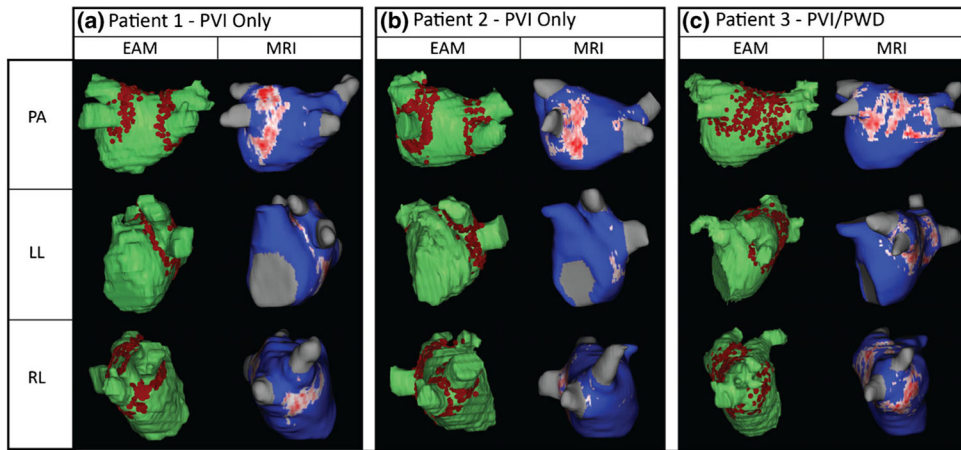 (a) Patient 1 - PVI Only
(b) Patient 2 - PVI Only
(c) Patient 3 - PVI/PWD
EAM MRI EAM MRI EAM MRI
PA
LL
RL